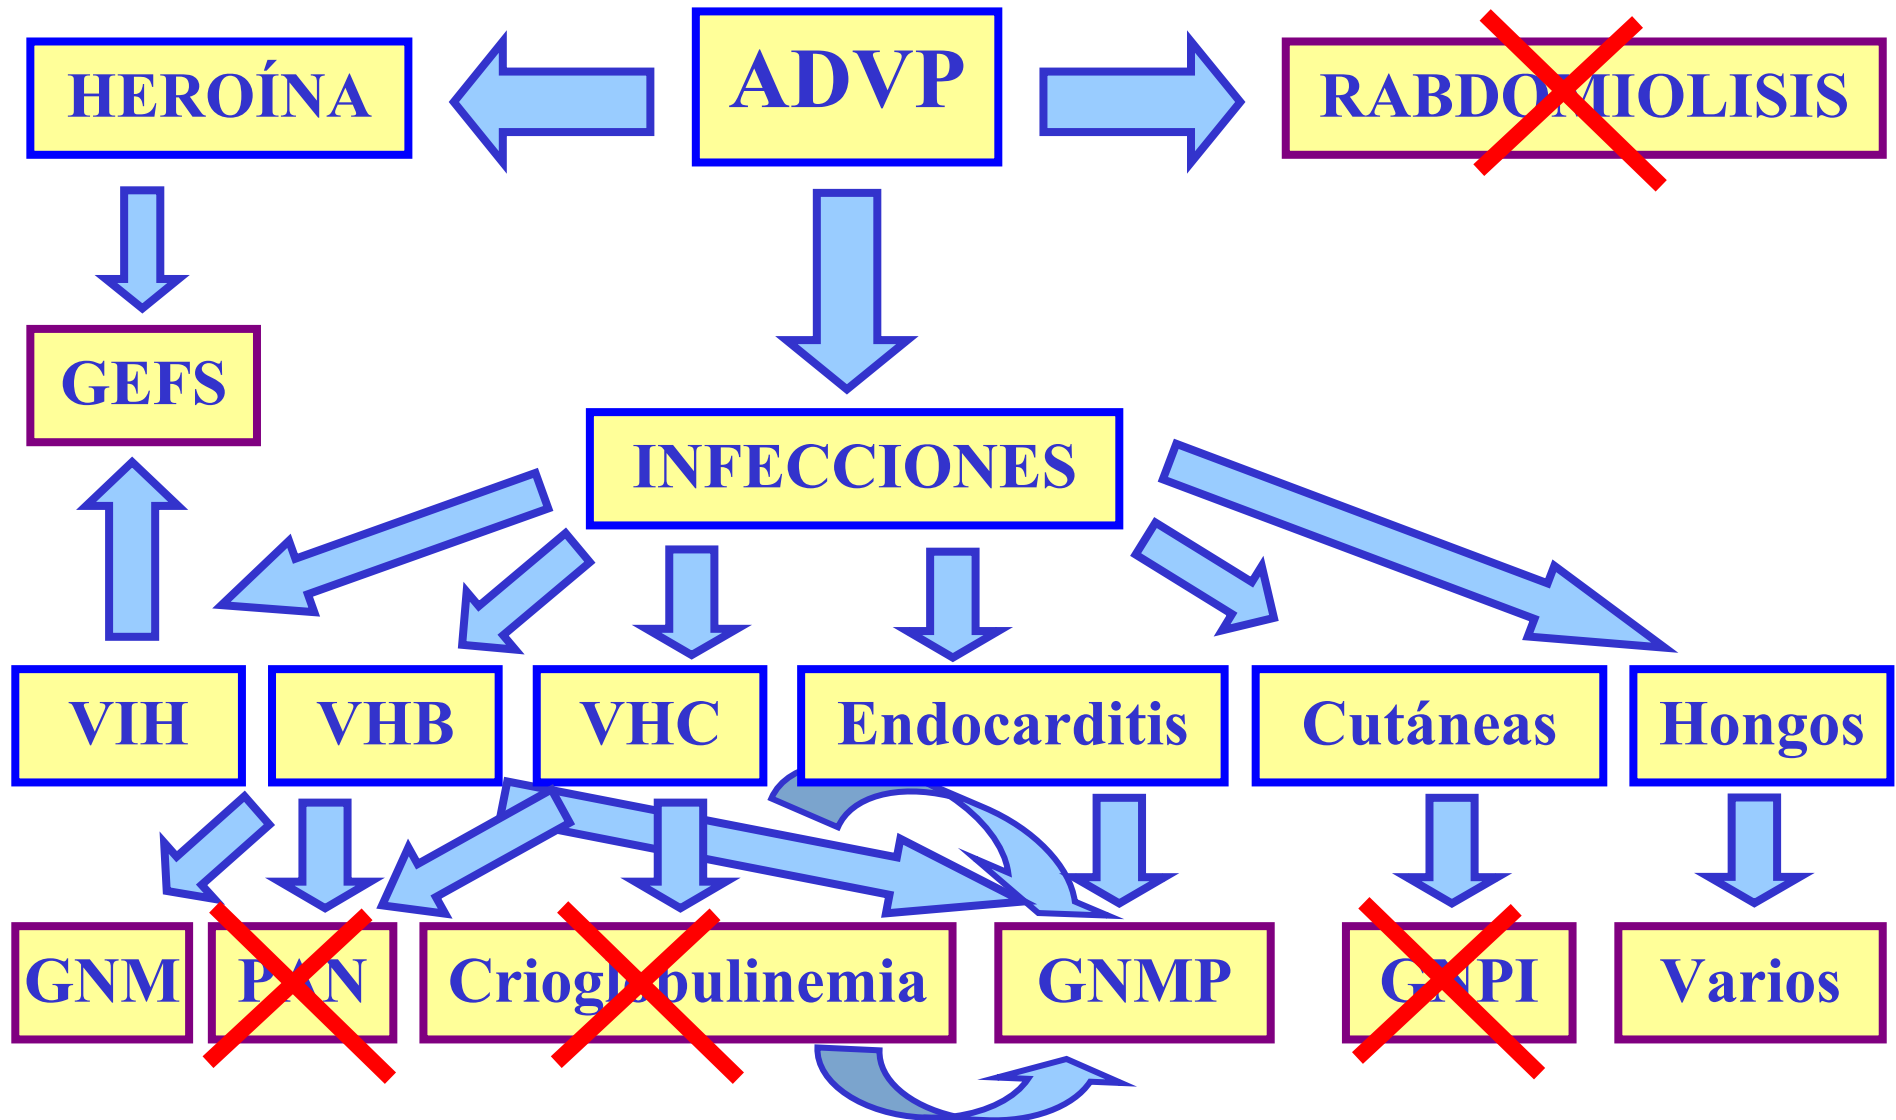 HEROÍNA
ADVP
RABDOMIOLISIS
GEFS
INFECCIONES
VIH
VHB
VHC
Endocarditis
Cutáneas
Hongos
GNM
PAN
Crioglobulinemia
GNMP
GNPI
Varios